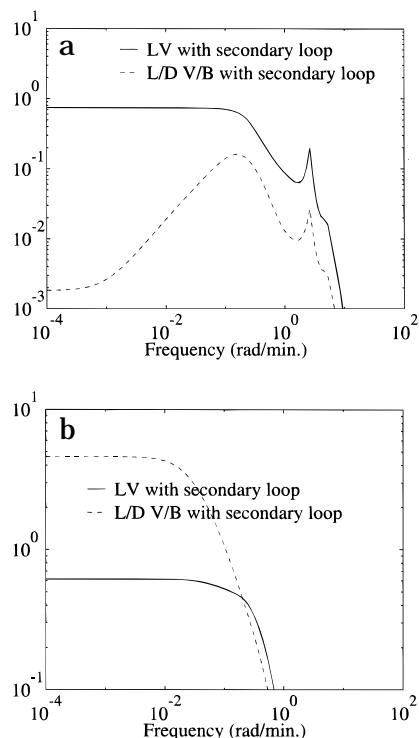 a
10^1
LV with secondary loop
L/D V/B with secondary loop
10^0
10^-1
10^-2
10^-3
10^-4 10^-2 10^0 10^2
Frequency (rad/min.)
b
10^1
LV with secondary loop
L/D V/B with secondary loop
10^0
10^-1
10^-4 10^-2 10^0 10^2
Frequency (rad/min.)